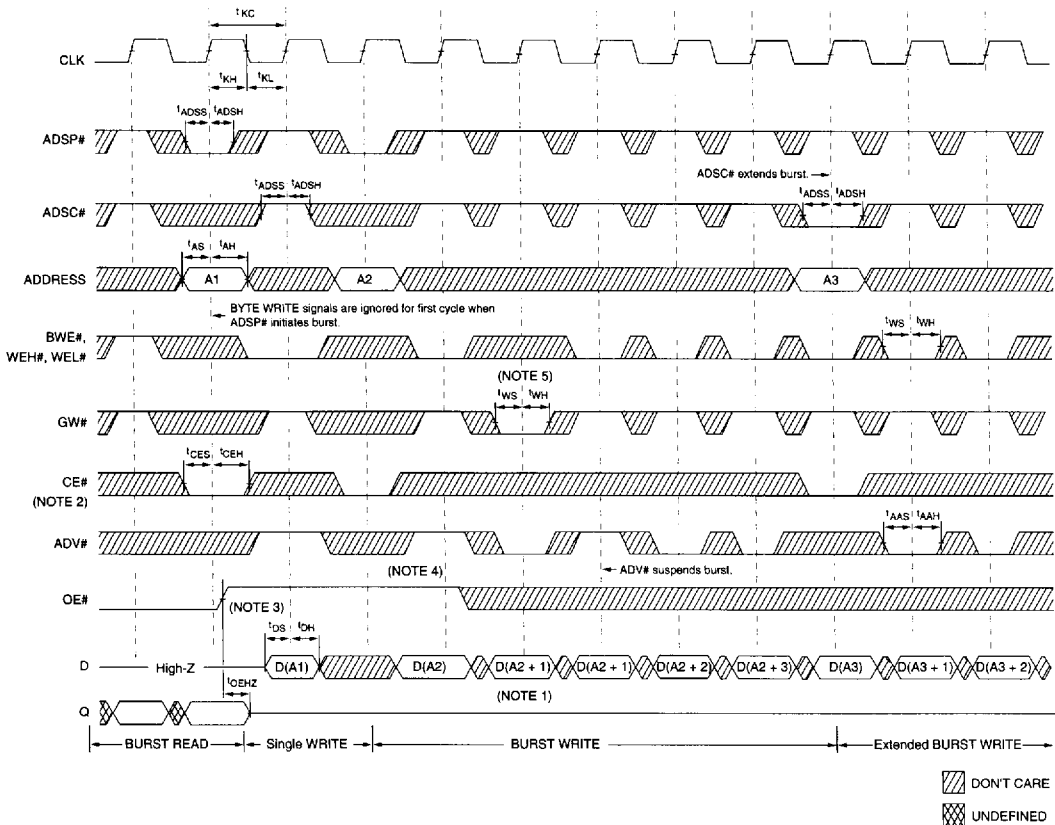 tKC
CLK
tKH tKL
tADSS tADSH
ADSP#
ADSC# extends burst.
tADSS tADSH tADSS tADSH
ADSC#
tAS tAH
ADDRESS A1 A2 A3
BYTE WRITE signals are ignored for first cycle when
ADSP# initiates burst.
BWE#,
WEH#, WEL#
tWS tWH
(NOTE 5)
tWS tWH
GW#
tCES tCEH
CE#
(NOTE 2)
tAAS tAAH
ADV#
(NOTE 4) ADV# suspends burst.
OE#
(NOTE 3)
tDS tDH
D High-Z D(A1) D(A2) D(A2 + 1) D(A2 + 1) D(A2 + 2) D(A2 + 3) D(A3) D(A3 + 1) D(A3 + 2)
tOEHZ (NOTE 1)
Q
BURST READ Single WRITE BURST WRITE Extended BURST WRITE
DON'T CARE
UNDEFINED